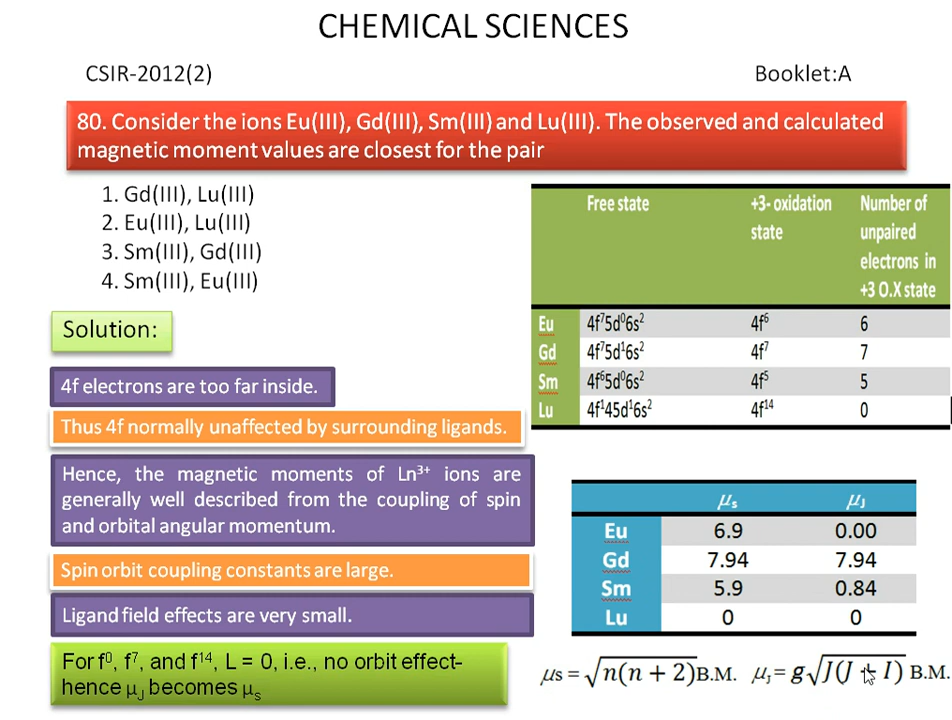 CHEMICAL SCIENCES
CSIR-2012(2) Booklet:A
80. Consider the ions Eu(III), Gd(III), Sm(III) and Lu(III). The observed and calculated
magnetic moment values are closest for the pair
1. Gd(III), Lu(III)
2. Eu(III), Lu(III)
3. Sm(III), Gd(III)
4. Sm(III), Eu(III)
Free state +3- oxidation state Number of unpaired electrons in +3 O.X state
Eu 4f⁷5d⁰6s² 4f⁶ 6
Gd 4f⁷5d¹6s² 4f⁷ 7
Sm 4f⁶5d⁰6s² 4f⁵ 5
Lu 4f¹45d¹6s² 4f¹⁴ 0
Solution:
4f electrons are too far inside.
Thus 4f normally unaffected by surrounding ligands.
Hence, the magnetic moments of Ln³⁺ ions are
generally well described from the coupling of spin
and orbital angular momentum.
Spin orbit coupling constants are large.
Ligand field effects are very small.
For f⁰, f⁷, and f¹⁴, L = 0, i.e., no orbit effect-
hence μJ becomes μs
μs μJ
Eu 6.9 0.00
Gd 7.94 7.94
Sm 5.9 0.84
Lu 0 0
μs = √n(n + 2) B.M. μJ = g√J(J + I) B.M.